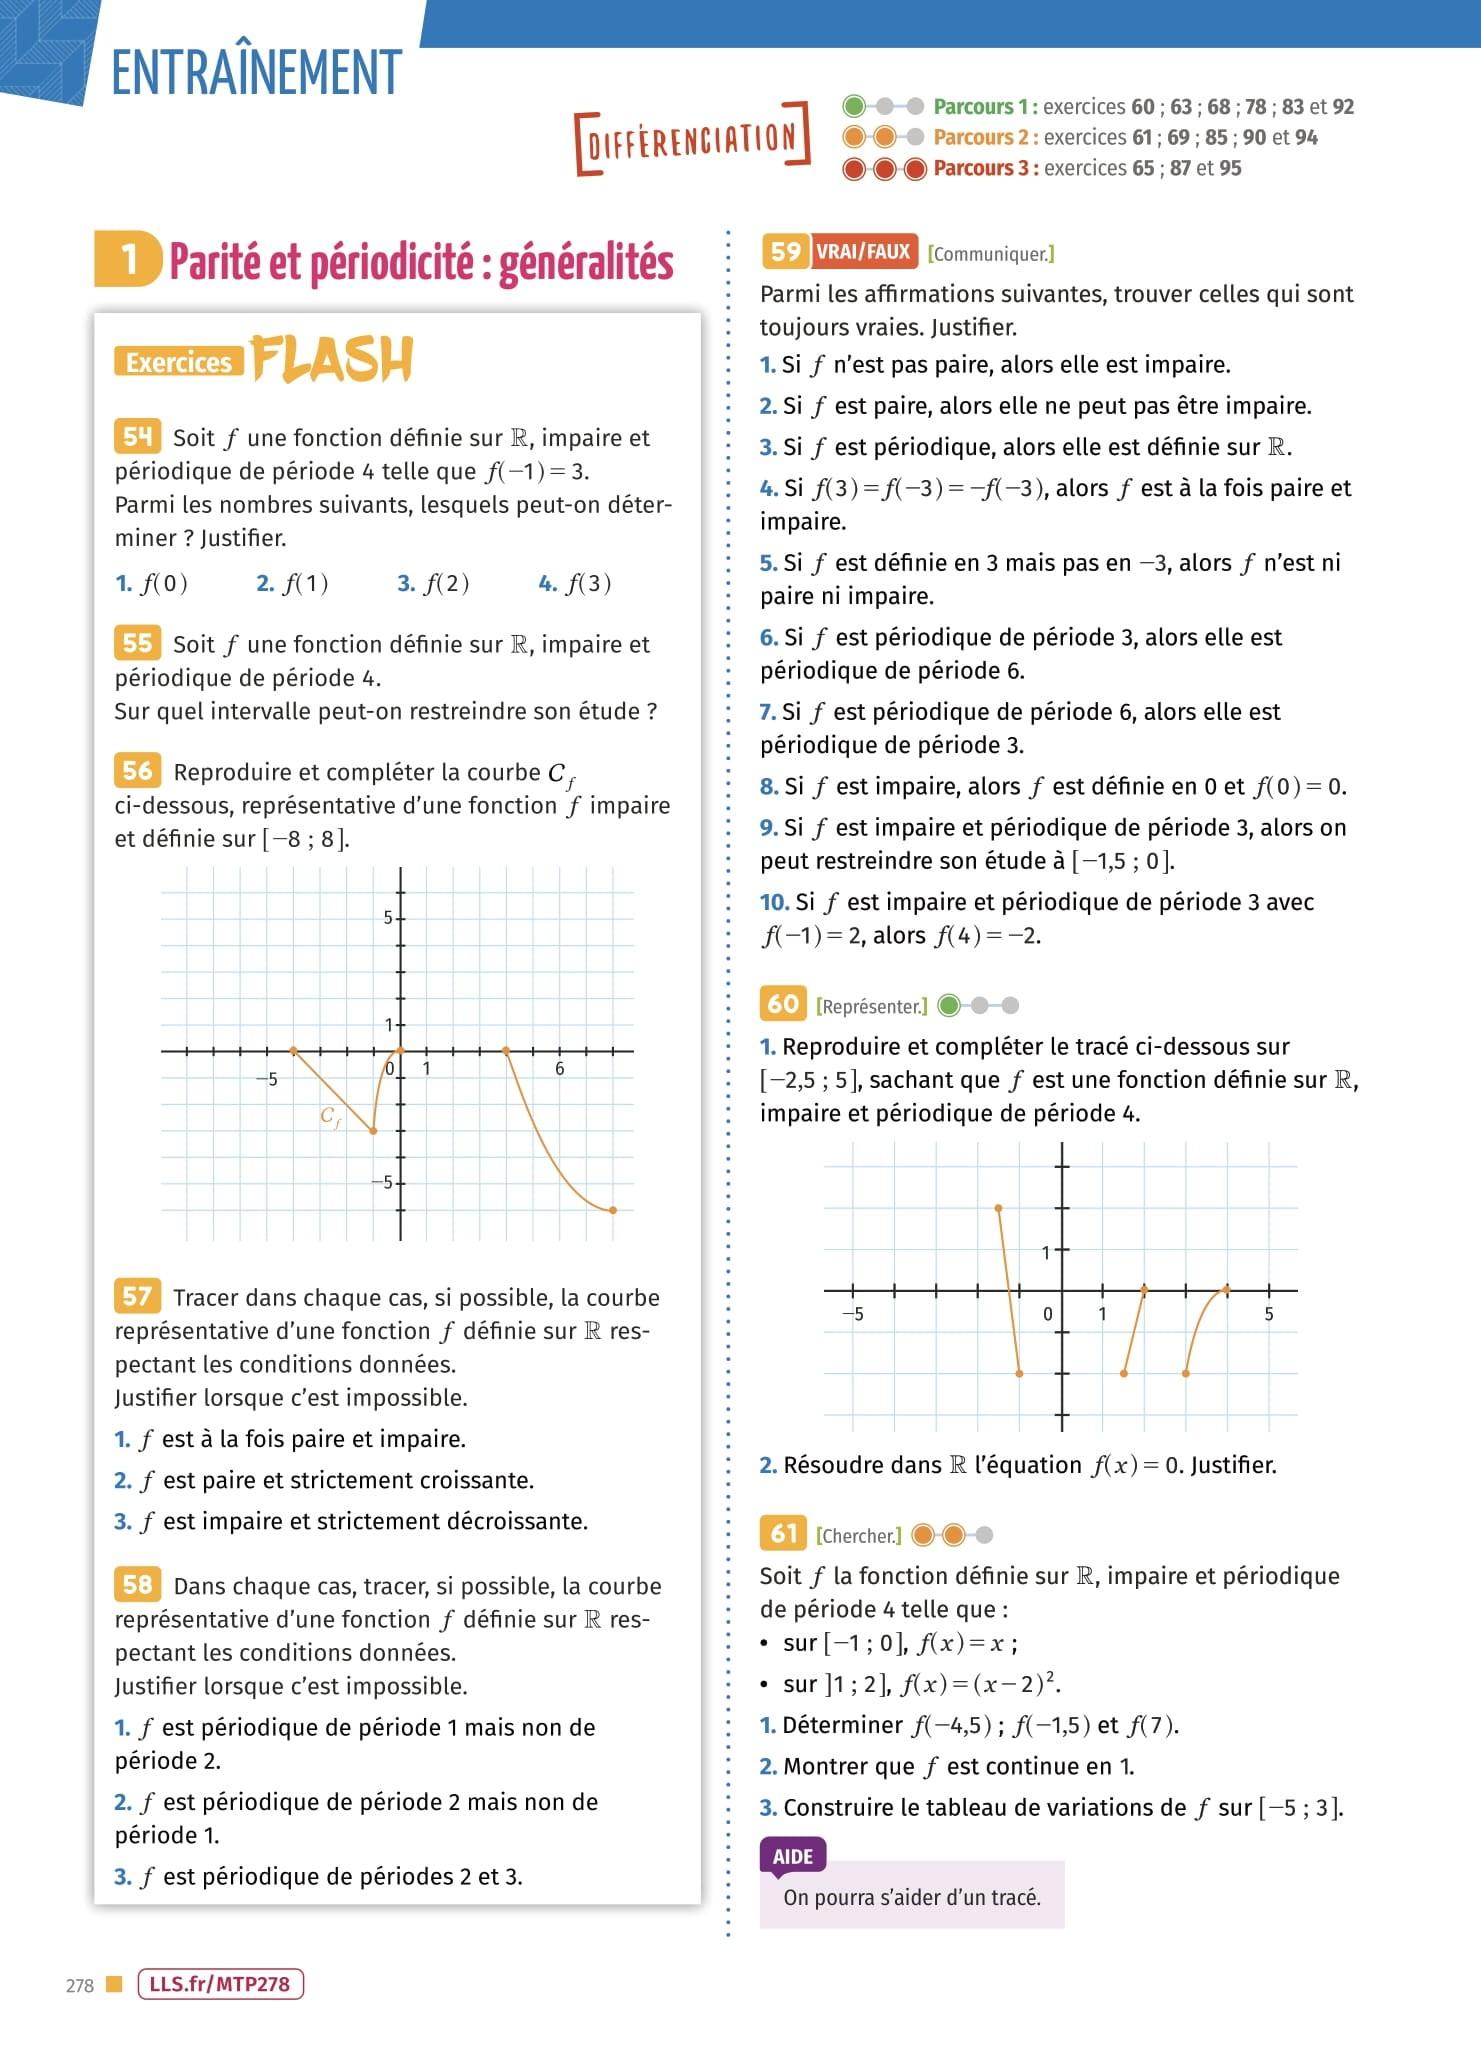 ENTRAÎNEMENT
[DIFFÉRENCIATION]
Parcours 1 : exercices 60 ; 63 ; 68 ; 78 ; 83 et 92
Parcours 2 : exercices 61 ; 69 ; 85 ; 90 et 94
Parcours 3 : exercices 65 ; 87 et 95
1 Parité et périodicité : généralités
Exercices FLASH
54 Soit f une fonction définie sur ℝ, impaire et
périodique de période 4 telle que f(−1) = 3.
Parmi les nombres suivants, lesquels peut-on déter-
miner ? Justifier.
1. f(0) 2. f(1) 3. f(2) 4. f(3)
55 Soit f une fonction définie sur ℝ, impaire et
périodique de période 4.
Sur quel intervalle peut-on restreindre son étude ?
56 Reproduire et compléter la courbe 𝒞f
ci-dessous, représentative d’une fonction f impaire
et définie sur [−8 ; 8].
5
1
−5
0
1
6
𝒞f
−5
57 Tracer dans chaque cas, si possible, la courbe
représentative d’une fonction f définie sur ℝ res-
pectant les conditions données.
Justifier lorsque c’est impossible.
1. f est à la fois paire et impaire.
2. f est paire et strictement croissante.
3. f est impaire et strictement décroissante.
58 Dans chaque cas, tracer, si possible, la courbe
représentative d’une fonction f définie sur ℝ res-
pectant les conditions données.
Justifier lorsque c’est impossible.
1. f est périodique de période 1 mais non de
période 2.
2. f est périodique de période 2 mais non de
période 1.
3. f est périodique de périodes 2 et 3.
59 VRAI/FAUX [Communiquer.]
Parmi les affirmations suivantes, trouver celles qui sont
toujours vraies. Justifier.
1. Si f n’est pas paire, alors elle est impaire.
2. Si f est paire, alors elle ne peut pas être impaire.
3. Si f est périodique, alors elle est définie sur ℝ.
4. Si f(3) = f(−3) = −f(−3), alors f est à la fois paire et
impaire.
5. Si f est définie en 3 mais pas en −3, alors f n’est ni
paire ni impaire.
6. Si f est périodique de période 3, alors elle est
périodique de période 6.
7. Si f est périodique de période 6, alors elle est
périodique de période 3.
8. Si f est impaire, alors f est définie en 0 et f(0) = 0.
9. Si f est impaire et périodique de période 3, alors on
peut restreindre son étude à [−1,5 ; 0].
10. Si f est impaire et périodique de période 3 avec
f(−1) = 2, alors f(4) = −2.
60 [Représenter.]
1. Reproduire et compléter le tracé ci-dessous sur
[−2,5 ; 5], sachant que f est une fonction définie sur ℝ,
impaire et périodique de période 4.
1
−5
0
1
5
2. Résoudre dans ℝ l’équation f(x) = 0. Justifier.
61 [Chercher.]
Soit f la fonction définie sur ℝ, impaire et périodique
de période 4 telle que :
• sur [−1 ; 0], f(x) = x ;
• sur ]1 ; 2], f(x) = (x − 2)².
1. Déterminer f(−4,5) ; f(−1,5) et f(7).
2. Montrer que f est continue en 1.
3. Construire le tableau de variations de f sur [−5 ; 3].
AIDE
On pourra s’aider d’un tracé.
278 LLS.fr/MTP278